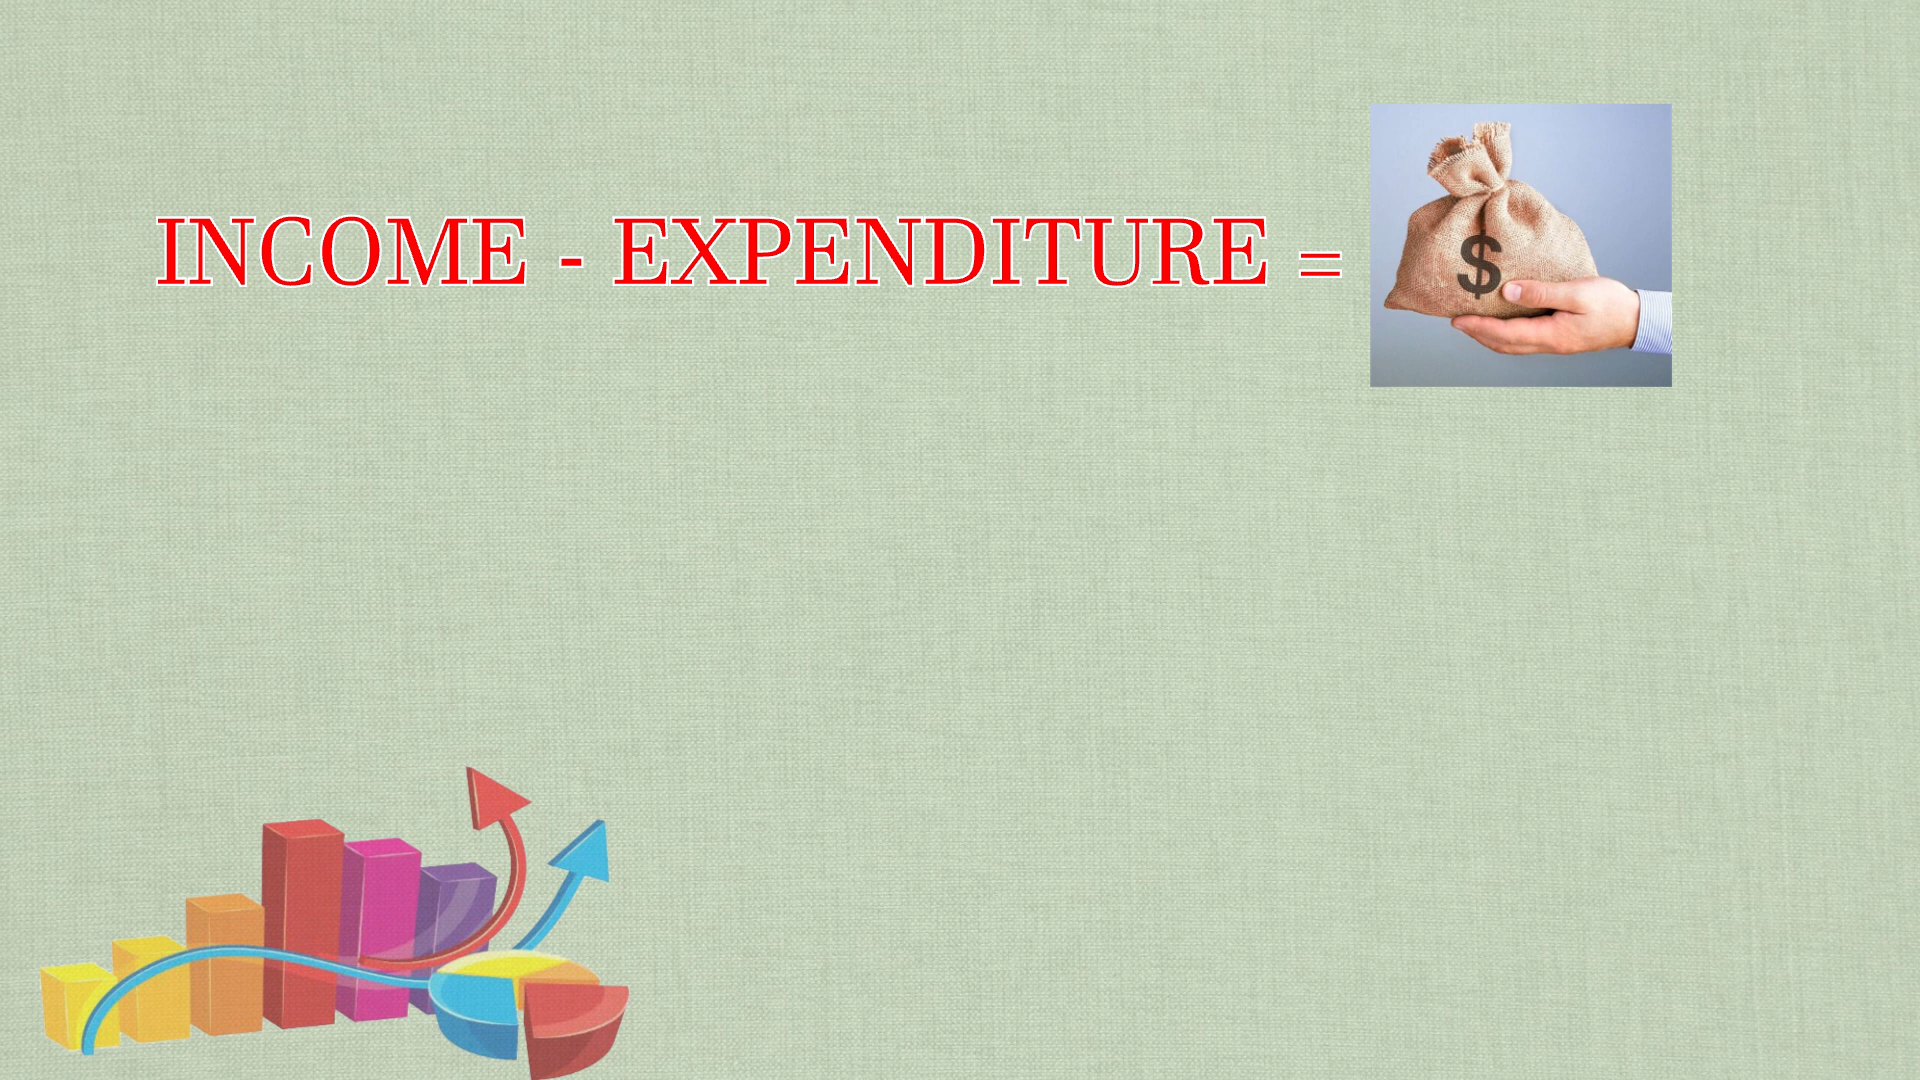 INCOME - EXPENDITURE =
$